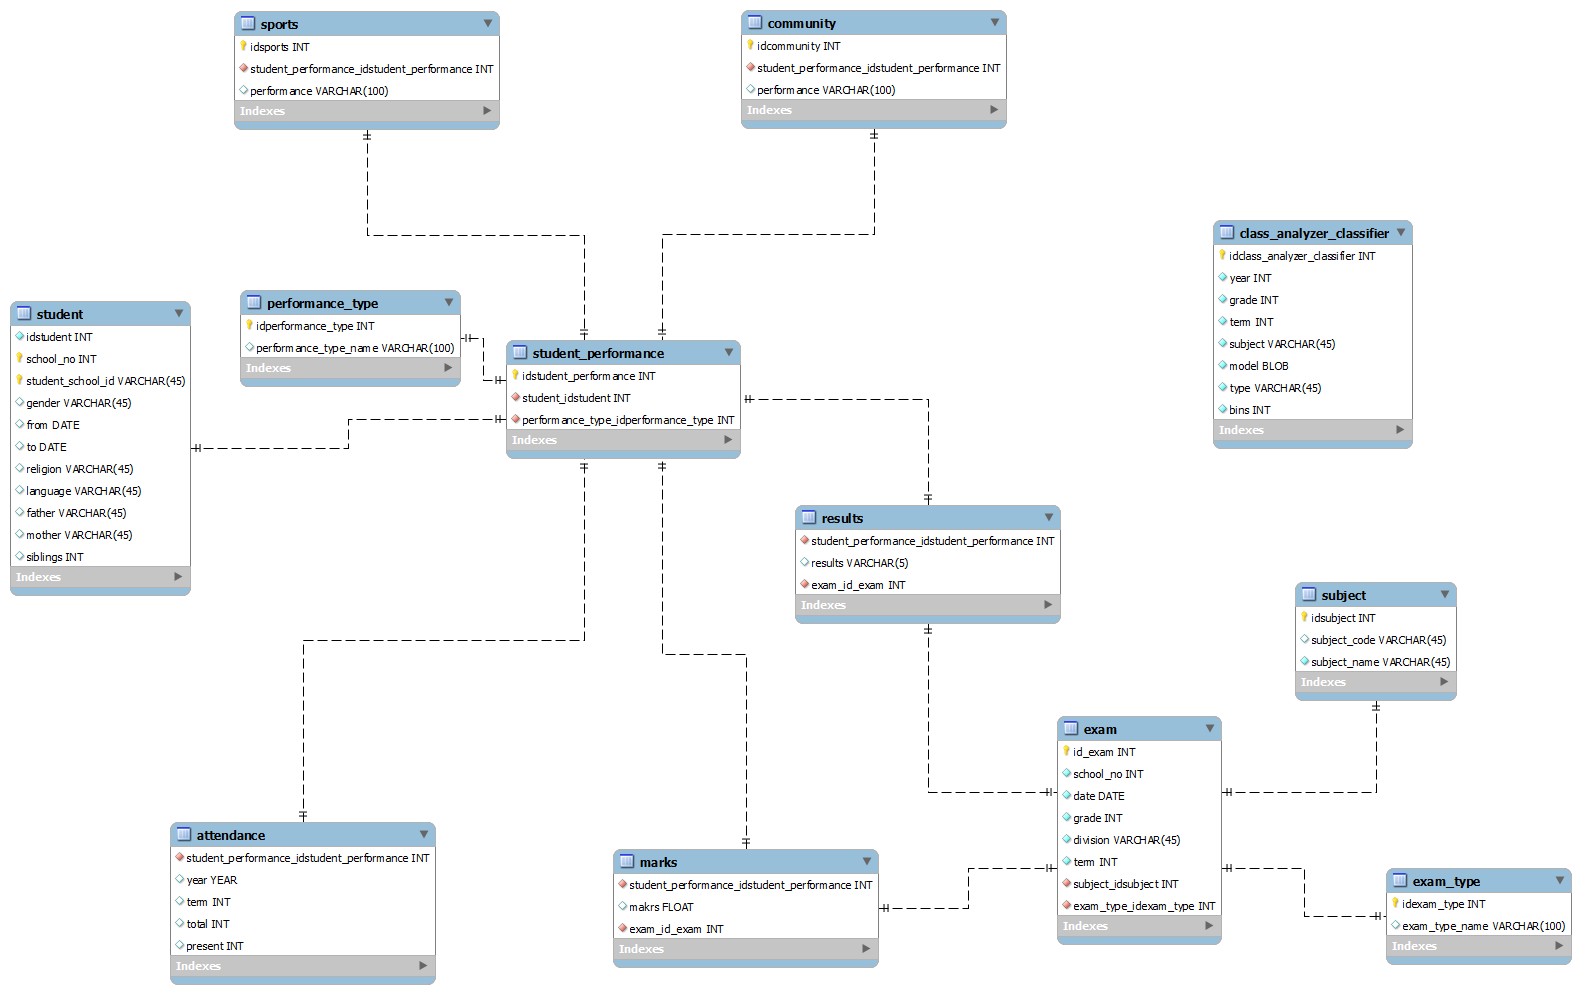 sports
idsports INT
student_performance_idstudent_performance INT
performance VARCHAR(100)
Indexes
community
idcommunity INT
student_performance_idstudent_performance INT
performance VARCHAR(100)
Indexes
class_analyzer_classifier
idclass_analyzer_classifier INT
year INT
grade INT
term INT
subject VARCHAR(45)
model BLOB
type VARCHAR(45)
bins INT
Indexes
student
idstudent INT
school_no INT
student_school_id VARCHAR(45)
gender VARCHAR(45)
from DATE
to DATE
religion VARCHAR(45)
language VARCHAR(45)
father VARCHAR(45)
mother VARCHAR(45)
siblings INT
Indexes
performance_type
idperformance_type INT
performance_type_name VARCHAR(100)
Indexes
student_performance
idstudent_performance INT
student_idstudent INT
performance_type_idperformance_type INT
Indexes
results
student_performance_idstudent_performance INT
results VARCHAR(5)
exam_id_exam INT
Indexes
subject
idsubject INT
subject_code VARCHAR(45)
subject_name VARCHAR(45)
Indexes
exam
id_exam INT
school_no INT
date DATE
grade INT
division VARCHAR(45)
term INT
subject_idsubject INT
exam_type_idexam_type INT
Indexes
attendance
student_performance_idstudent_performance INT
year YEAR
term INT
total INT
present INT
Indexes
marks
student_performance_idstudent_performance INT
makrs FLOAT
exam_id_exam INT
Indexes
exam_type
idexam_type INT
exam_type_name VARCHAR(100)
Indexes